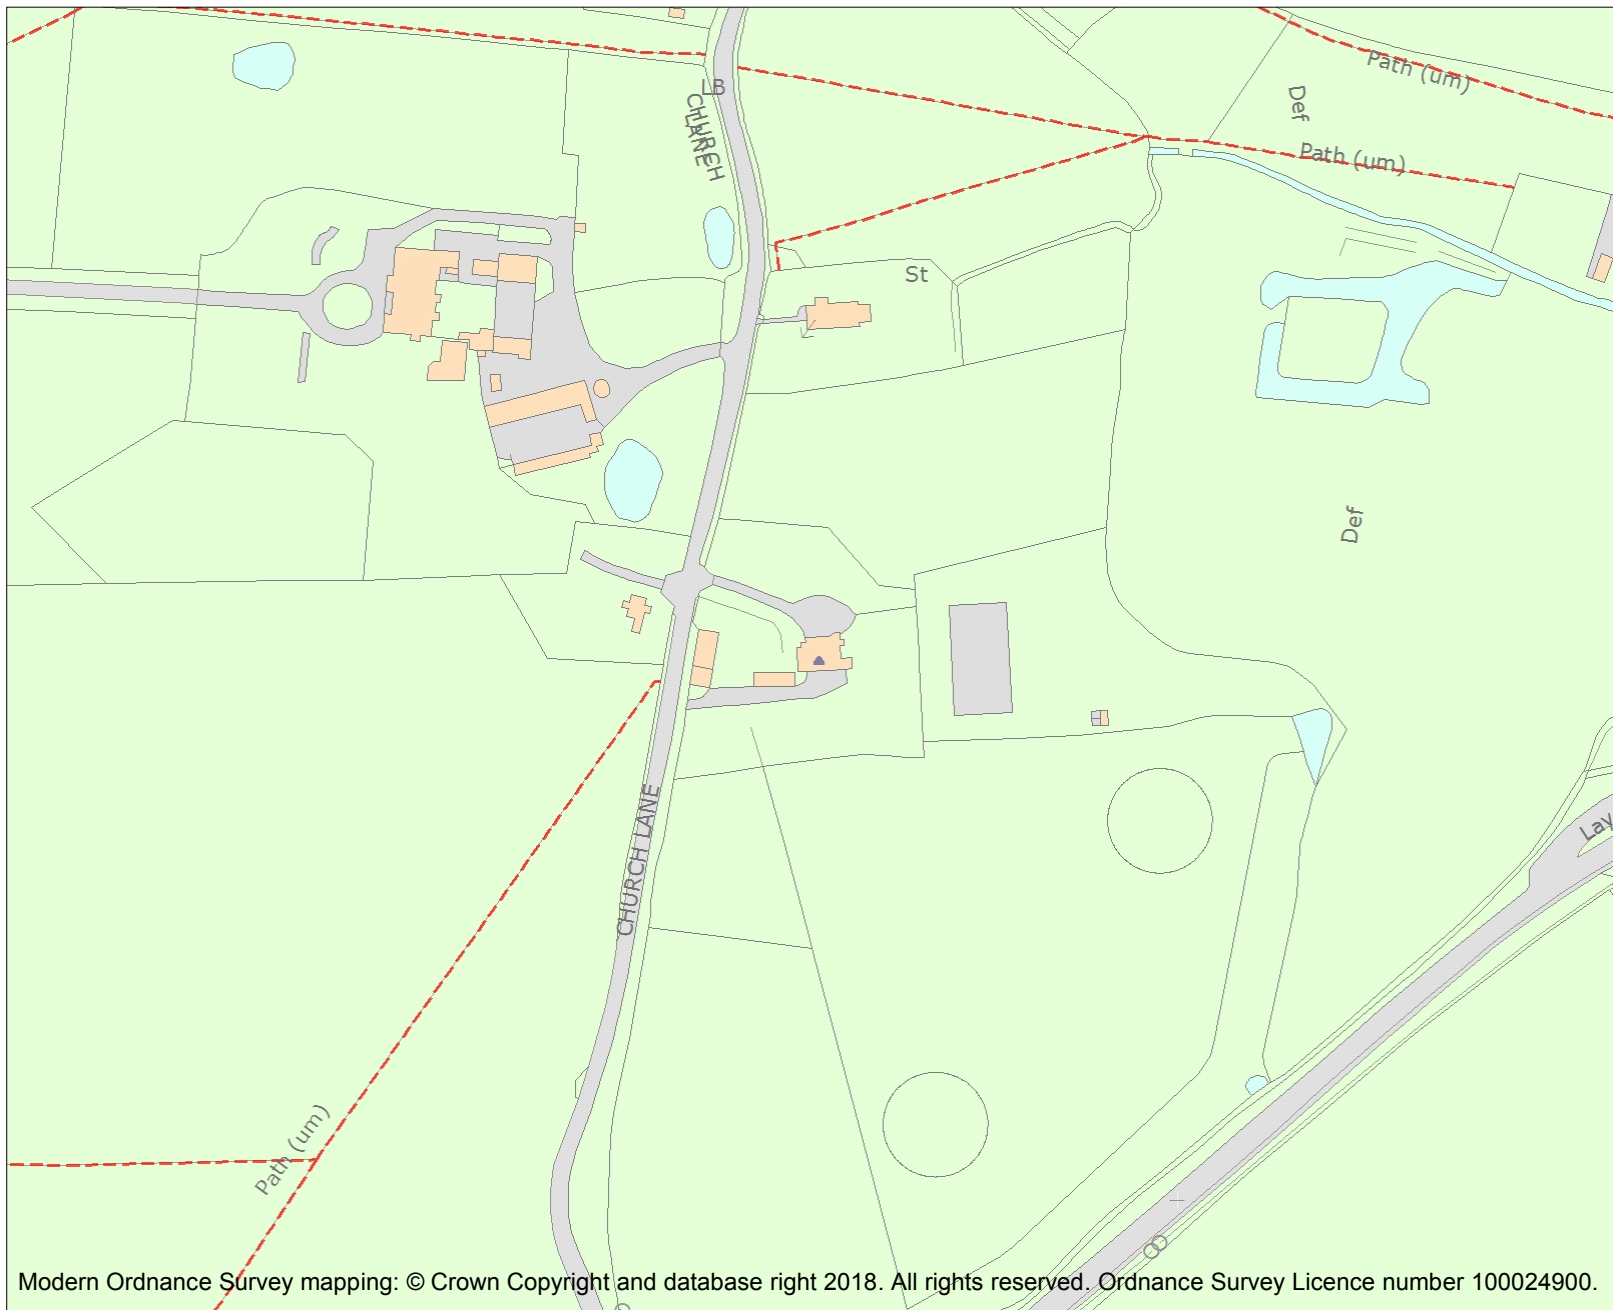 Path (um)
LB
CHURCH
LANE
Def
Path (um)
St
Def
CHURCH LANE
Lay
Path (um)
Modern Ordnance Survey mapping: © Crown Copyright and database right 2018. All rights reserved. Ordnance Survey Licence number 100024900.